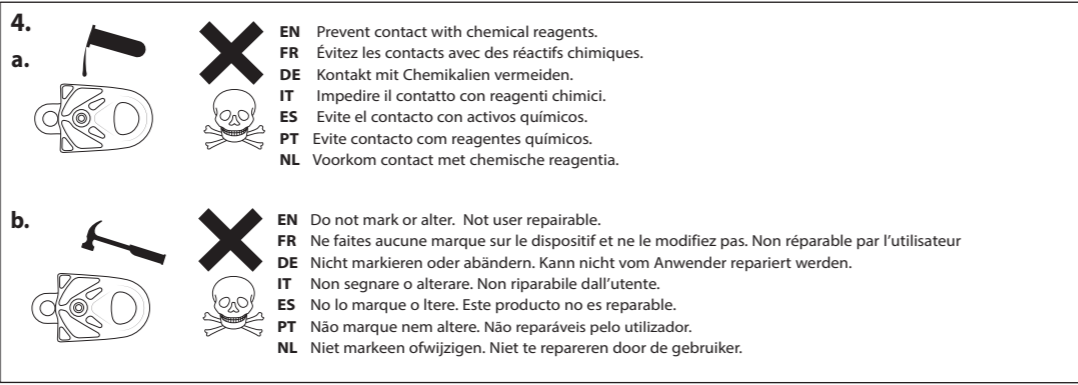 4.
a.
EN Prevent contact with chemical reagents.
FR Évitez les contacts avec des réactifs chimiques.
DE Kontakt mit Chemikalien vermeiden.
IT Impedire il contatto con reagenti chimici.
ES Evite el contacto con activos químicos.
PT Evite contacto com reagentes químicos.
NL Voorkom contact met chemische reagentia.
b.
EN Do not mark or alter. Not user repairable.
FR Ne faites aucune marque sur le dispositif et ne le modifiez pas. Non réparable par l'utilisateur
DE Nicht markieren oder abändern. Kann nicht vom Anwender repariert werden.
IT Non segnare o alterare. Non riparabile dall'utente.
ES No lo marque o ltere. Este producto no es reparable.
PT Não marque nem altere. Não reparáveis pelo utilizador.
NL Niet markeen ofwijzigen. Niet te repareren door de gebruiker.